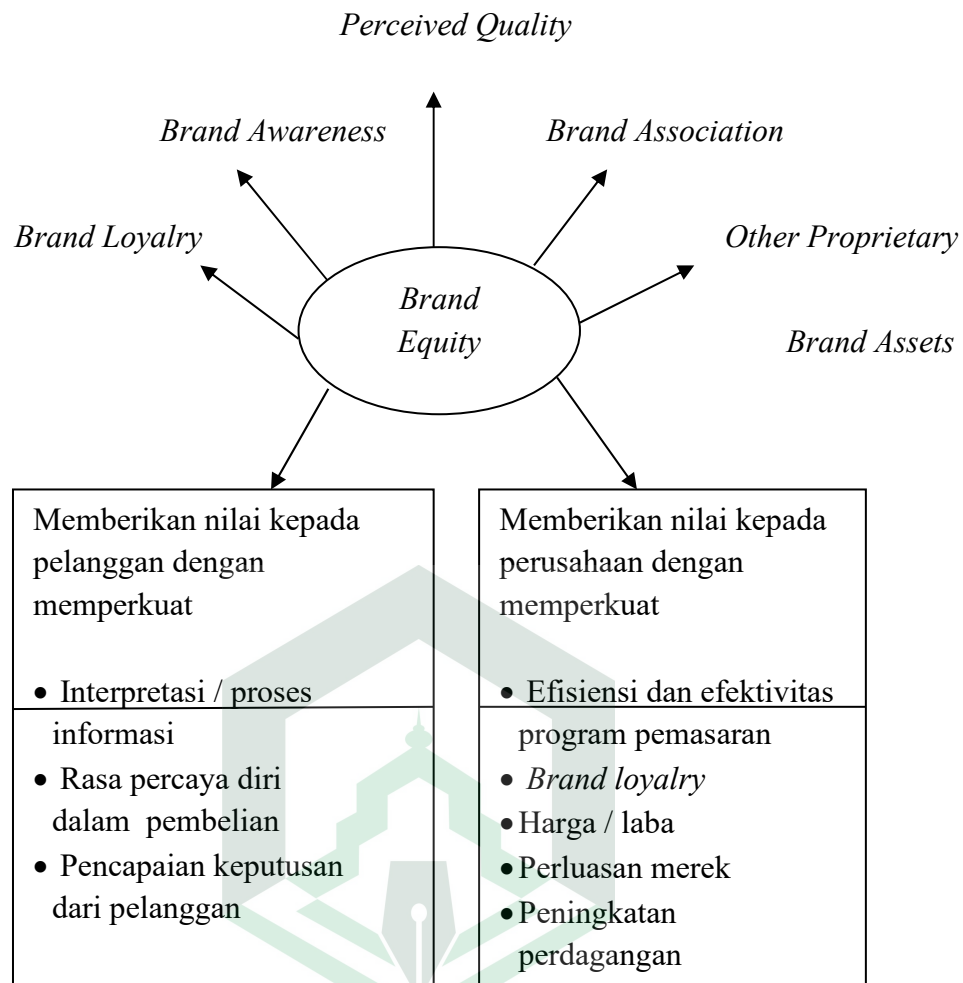 Perceived Quality
Brand Awareness
Brand Association
Brand Loyalry
Other Proprietary
Brand Assets
Brand
Equity
Memberikan nilai kepada
pelanggan dengan
memperkuat
• Interpretasi / proses
informasi
• Rasa percaya diri
dalam pembelian
• Pencapaian keputusan
dari pelanggan
Memberikan nilai kepada
perusahaan dengan
memperkuat
• Efisiensi dan efektivitas
program pemasaran
• Brand loyalry
• Harga / laba
• Perluasan merek
• Peningkatan
perdagangan